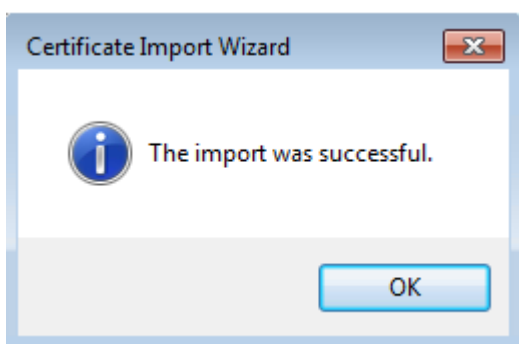 Certificate Import Wizard
The import was successful.
OK